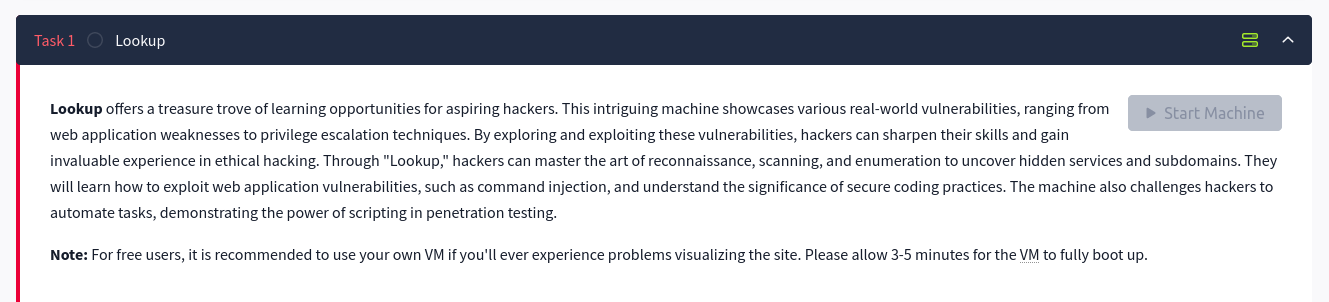 Task 1 Lookup
Lookup offers a treasure trove of learning opportunities for aspiring hackers. This intriguing machine showcases various real-world vulnerabilities, ranging from
Start Machine
web application weaknesses to privilege escalation techniques. By exploring and exploiting these vulnerabilities, hackers can sharpen their skills and gain
invaluable experience in ethical hacking. Through "Lookup," hackers can master the art of reconnaissance, scanning, and enumeration to uncover hidden services and subdomains. They
will learn how to exploit web application vulnerabilities, such as command injection, and understand the significance of secure coding practices. The machine also challenges hackers to
automate tasks, demonstrating the power of scripting in penetration testing.
Note: For free users, it is recommended to use your own VM if you'll ever experience problems visualizing the site. Please allow 3-5 minutes for the VM to fully boot up.